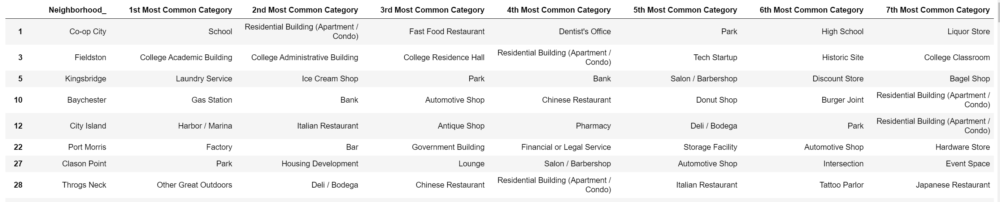 Neighborhood_ 1st Most Common Category 2nd Most Common Category 3rd Most Common Category 4th Most Common Category 5th Most Common Category 6th Most Common Category 7th Most Common Category
1 Co-op City School Residential Building (Apartment / Condo) Fast Food Restaurant Dentist's Office Park High School Liquor Store
3 Fieldston College Academic Building College Administrative Building College Residence Hall Residential Building (Apartment / Condo) Tech Startup Historic Site College Classroom
5 Kingsbridge Laundry Service Ice Cream Shop Park Bank Salon / Barbershop Discount Store Bagel Shop
10 Baychester Gas Station Bank Automotive Shop Chinese Restaurant Donut Shop Burger Joint Residential Building (Apartment / Condo)
12 City Island Harbor / Marina Italian Restaurant Antique Shop Pharmacy Deli / Bodega Park Residential Building (Apartment / Condo)
22 Port Morris Factory Bar Government Building Financial or Legal Service Storage Facility Automotive Shop Hardware Store
27 Clason Point Park Housing Development Lounge Salon / Barbershop Automotive Shop Intersection Event Space
28 Throgs Neck Other Great Outdoors Deli / Bodega Chinese Restaurant Residential Building (Apartment / Condo) Italian Restaurant Tattoo Parlor Japanese Restaurant